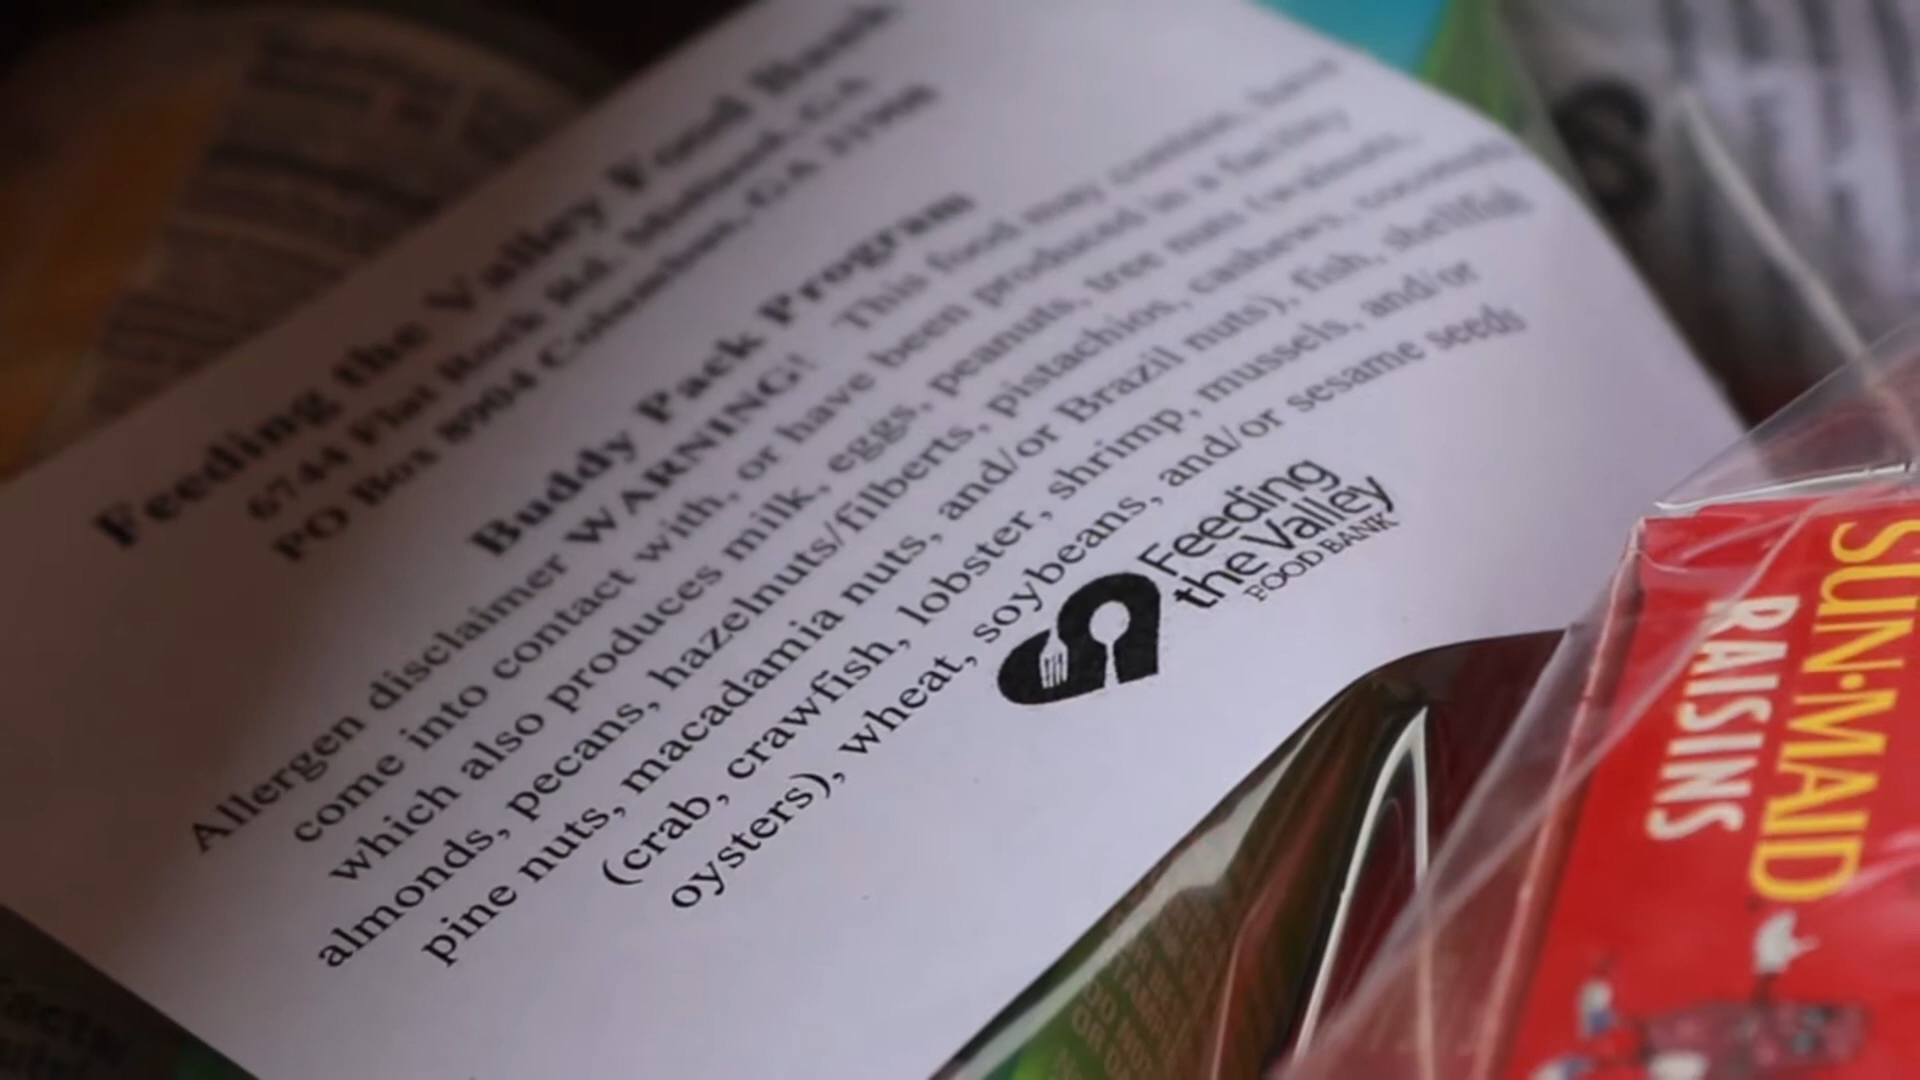 Feeding the Valley Food Bank
6744 Flat Rock Rd. Midland, GA
PO Box 8904 Columbus, GA 31908
Buddy Pack Program
Allergen disclaimer WARNING! This food may contain, have
come into contact with, or have been produced in a facility
which also produces milk, eggs, peanuts, tree nuts (walnuts,
almonds, pecans, hazelnuts/filberts, pistachios, cashews, coconuts,
pine nuts, macadamia nuts, and/or Brazil nuts), fish, shellfish
(crab, crawfish, lobster, shrimp, mussels, and/or
oysters), wheat, soybeans, and/or sesame seeds
Feeding
the Valley
FOOD BANK
SUN-MAID
RAISINS